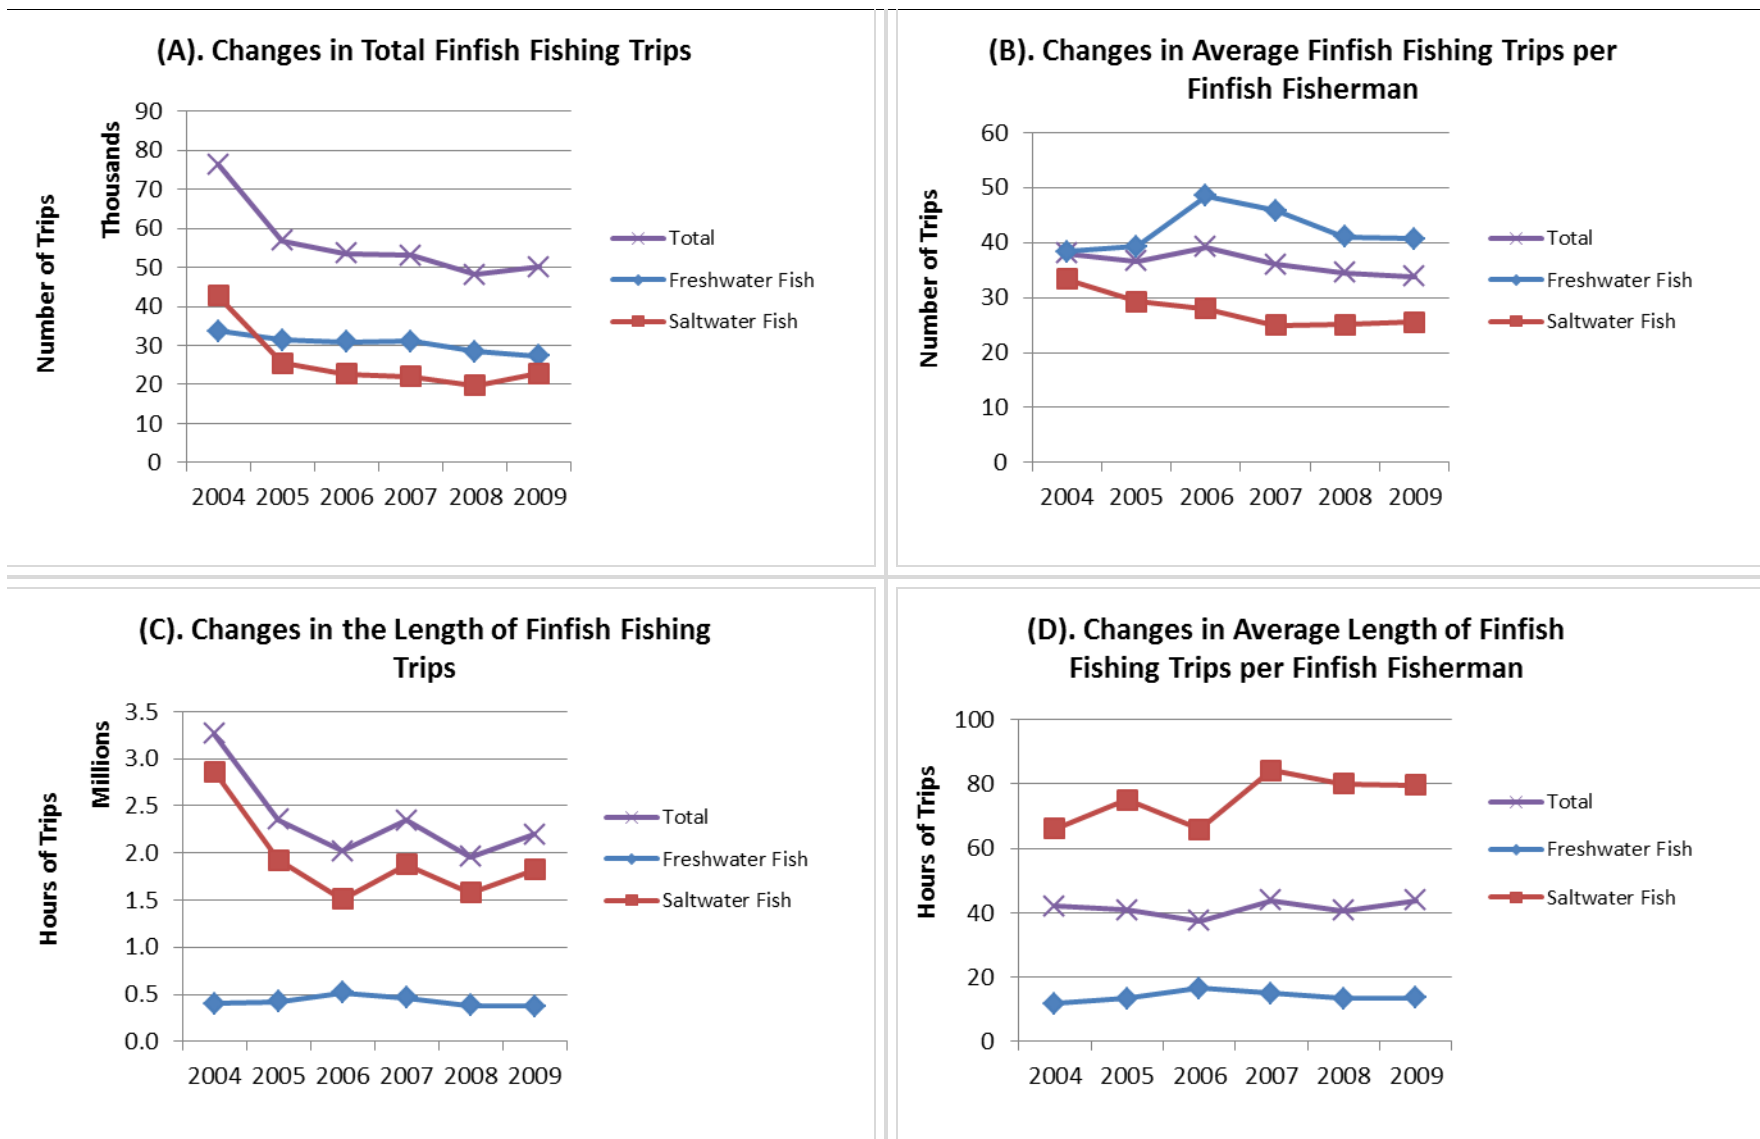 (A). Changes in Total Finfish Fishing Trips
Number of Trips
Thousands
90
80
70
60
50
40
30
20
10
0
2004 2005 2006 2007 2008 2009
Total
Freshwater Fish
Saltwater Fish
(B). Changes in Average Finfish Fishing Trips per
Finfish Fisherman
Number of Trips
60
50
40
30
20
10
0
2004 2005 2006 2007 2008 2009
Total
Freshwater Fish
Saltwater Fish
(C). Changes in the Length of Finfish Fishing
Trips
Hours of Trips
Millions
3.5
3.0
2.5
2.0
1.5
1.0
0.5
0.0
2004 2005 2006 2007 2008 2009
Total
Freshwater Fish
Saltwater Fish
(D). Changes in Average Length of Finfish
Fishing Trips per Finfish Fisherman
Hours of Trips
100
80
60
40
20
0
2004 2005 2006 2007 2008 2009
Total
Freshwater Fish
Saltwater Fish